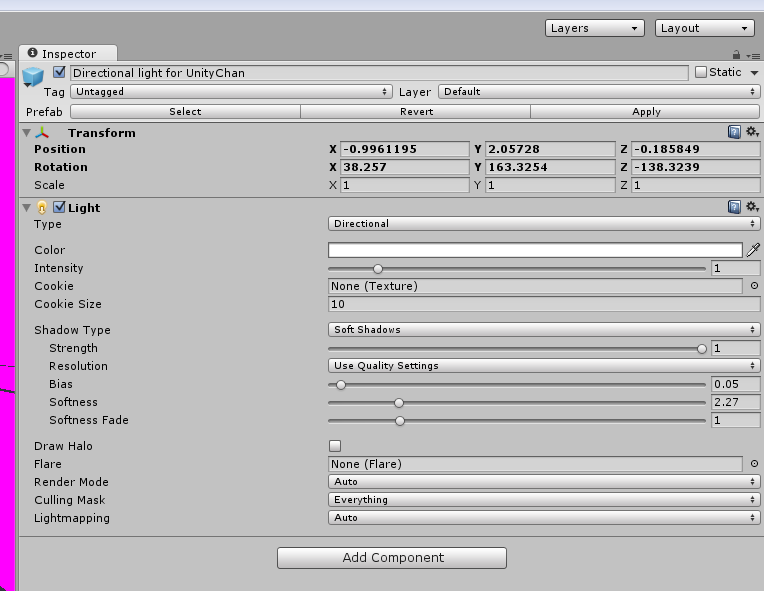 Layers Layout
Inspector
Directional light for UnityChan Static
Tag Untagged Layer Default
Prefab Select Revert Apply
Transform
Position X -0.9961195 Y 2.05728 Z -0.185849
Rotation X 38.257 Y 163.3254 Z -138.3239
Scale X 1 Y 1 Z 1
Light
Type Directional
Color
Intensity 1
Cookie None (Texture)
Cookie Size 10
Shadow Type Soft Shadows
Strength 1
Resolution Use Quality Settings
Bias 0.05
Softness 2.27
Softness Fade 1
Draw Halo
Flare None (Flare)
Render Mode Auto
Culling Mask Everything
Lightmapping Auto
Add Component